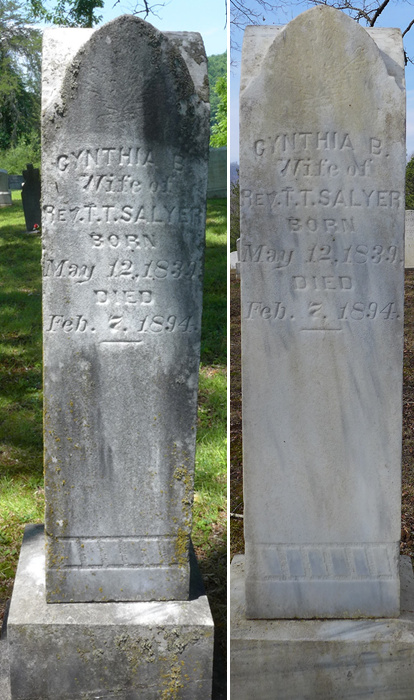 CYNTHIA B.
Wife of
REV. T. T. SALYER
BORN
May 12, 1839.
DIED
Feb. 7, 1894.
CYNTHIA B.
Wife of
REV. T. T. SALYER
BORN
May 12, 1839.
DIED
Feb. 7, 1894.